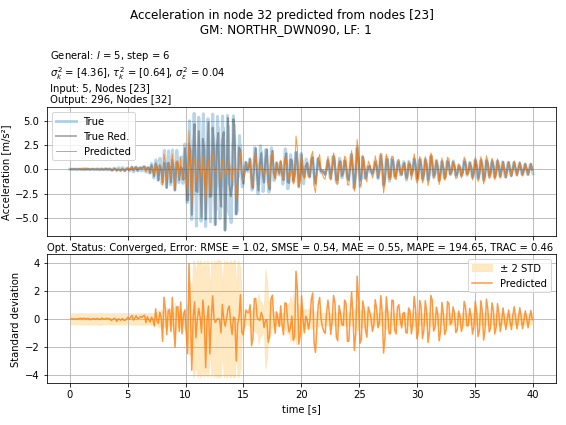 Acceleration in node 32 predicted from nodes [23]
GM: NORTHR_DWN090, LF: 1
General: l = 5, step = 6
σ²ₖ = [4.36], τ²ₖ = [0.64], σ²ε = 0.04
Input: 5, Nodes [23]
Output: 296, Nodes [32]
Acceleration [m/s²]
5.0
2.5
0.0
−2.5
−5.0
True
True Red.
Predicted
Opt. Status: Converged, Error: RMSE = 1.02, SMSE = 0.54, MAE = 0.55, MAPE = 194.65, TRAC = 0.46
Standard deviation
4
2
0
−2
−4
± 2 STD
Predicted
0 5 10 15 20 25 30 35 40
time [s]